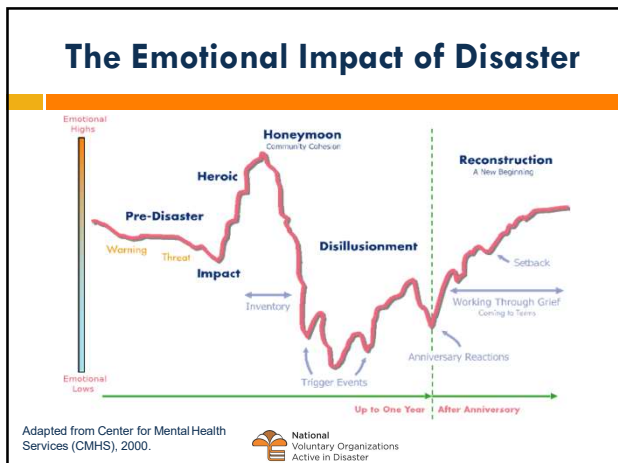 The Emotional Impact of Disaster
Emotional
Highs
Honeymoon
Community Cohesion
Reconstruction
A New Beginning
Heroic
Pre-Disaster
Disillusionment
Warning
Threat
Setback
Impact
Inventory
Working Through Grief
Coming to Terms
Anniversary Reactions
Trigger Events
Emotional
Lows
Up to One Year
After Anniversary
Adapted from Center for Mental Health
Services (CMHS), 2000.
National
Voluntary Organizations
Active in Disaster